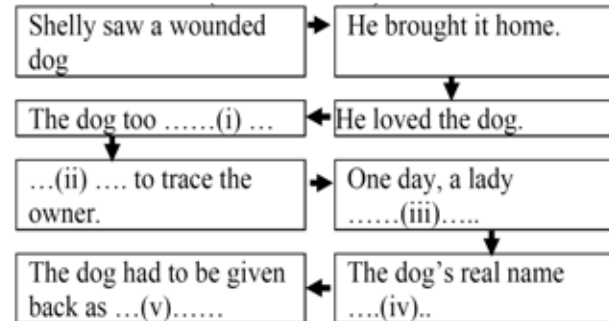 Shelly saw a wounded
dog
He brought it home.
He loved the dog.
The dog too ……(i) …
…(ii) …. to trace the
owner.
One day, a lady
……(iii)…..
The dog’s real name
….(iv)..
The dog had to be given
back as …(v)……